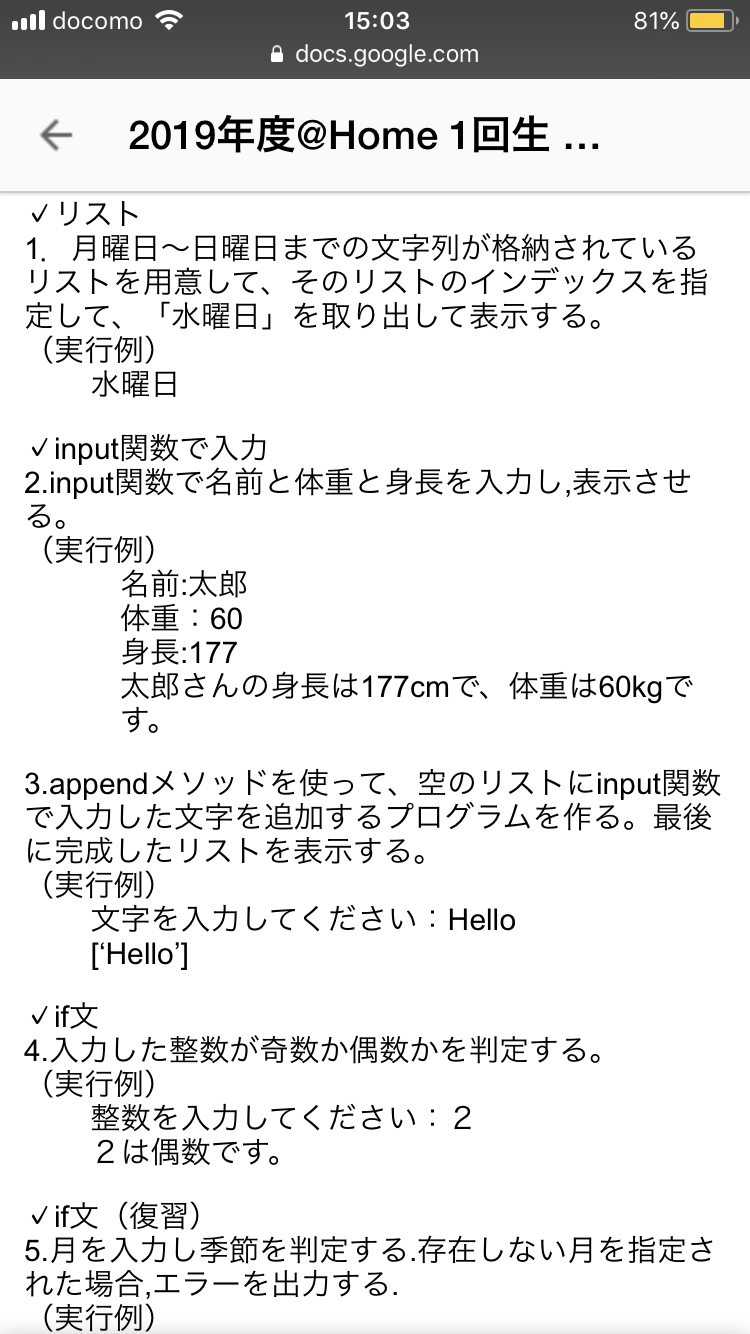 docomo 15:03 81%
docs.google.com
2019年度@Home 1回生 ...
✓リスト
1． 月曜日～日曜日までの文字列が格納されている
リストを用意して、そのリストのインデックスを指
定して、「水曜日」を取り出して表示する。
（実行例）
水曜日
✓input関数で入力
2.input関数で名前と体重と身長を入力し,表示させ
る。
（実行例）
名前:太郎
体重：60
身長:177
太郎さんの身長は177cmで、体重は60kgで
す。
3.appendメソッドを使って、空のリストにinput関数
で入力した文字を追加するプログラムを作る。最後
に完成したリストを表示する。
（実行例）
文字を入力してください：Hello
[‘Hello’]
✓if文
4.入力した整数が奇数か偶数かを判定する。
（実行例）
整数を入力してください：２
２は偶数です。
✓if文（復習）
5.月を入力し季節を判定する.存在しない月を指定さ
れた場合,エラーを出力する.
（実行例）